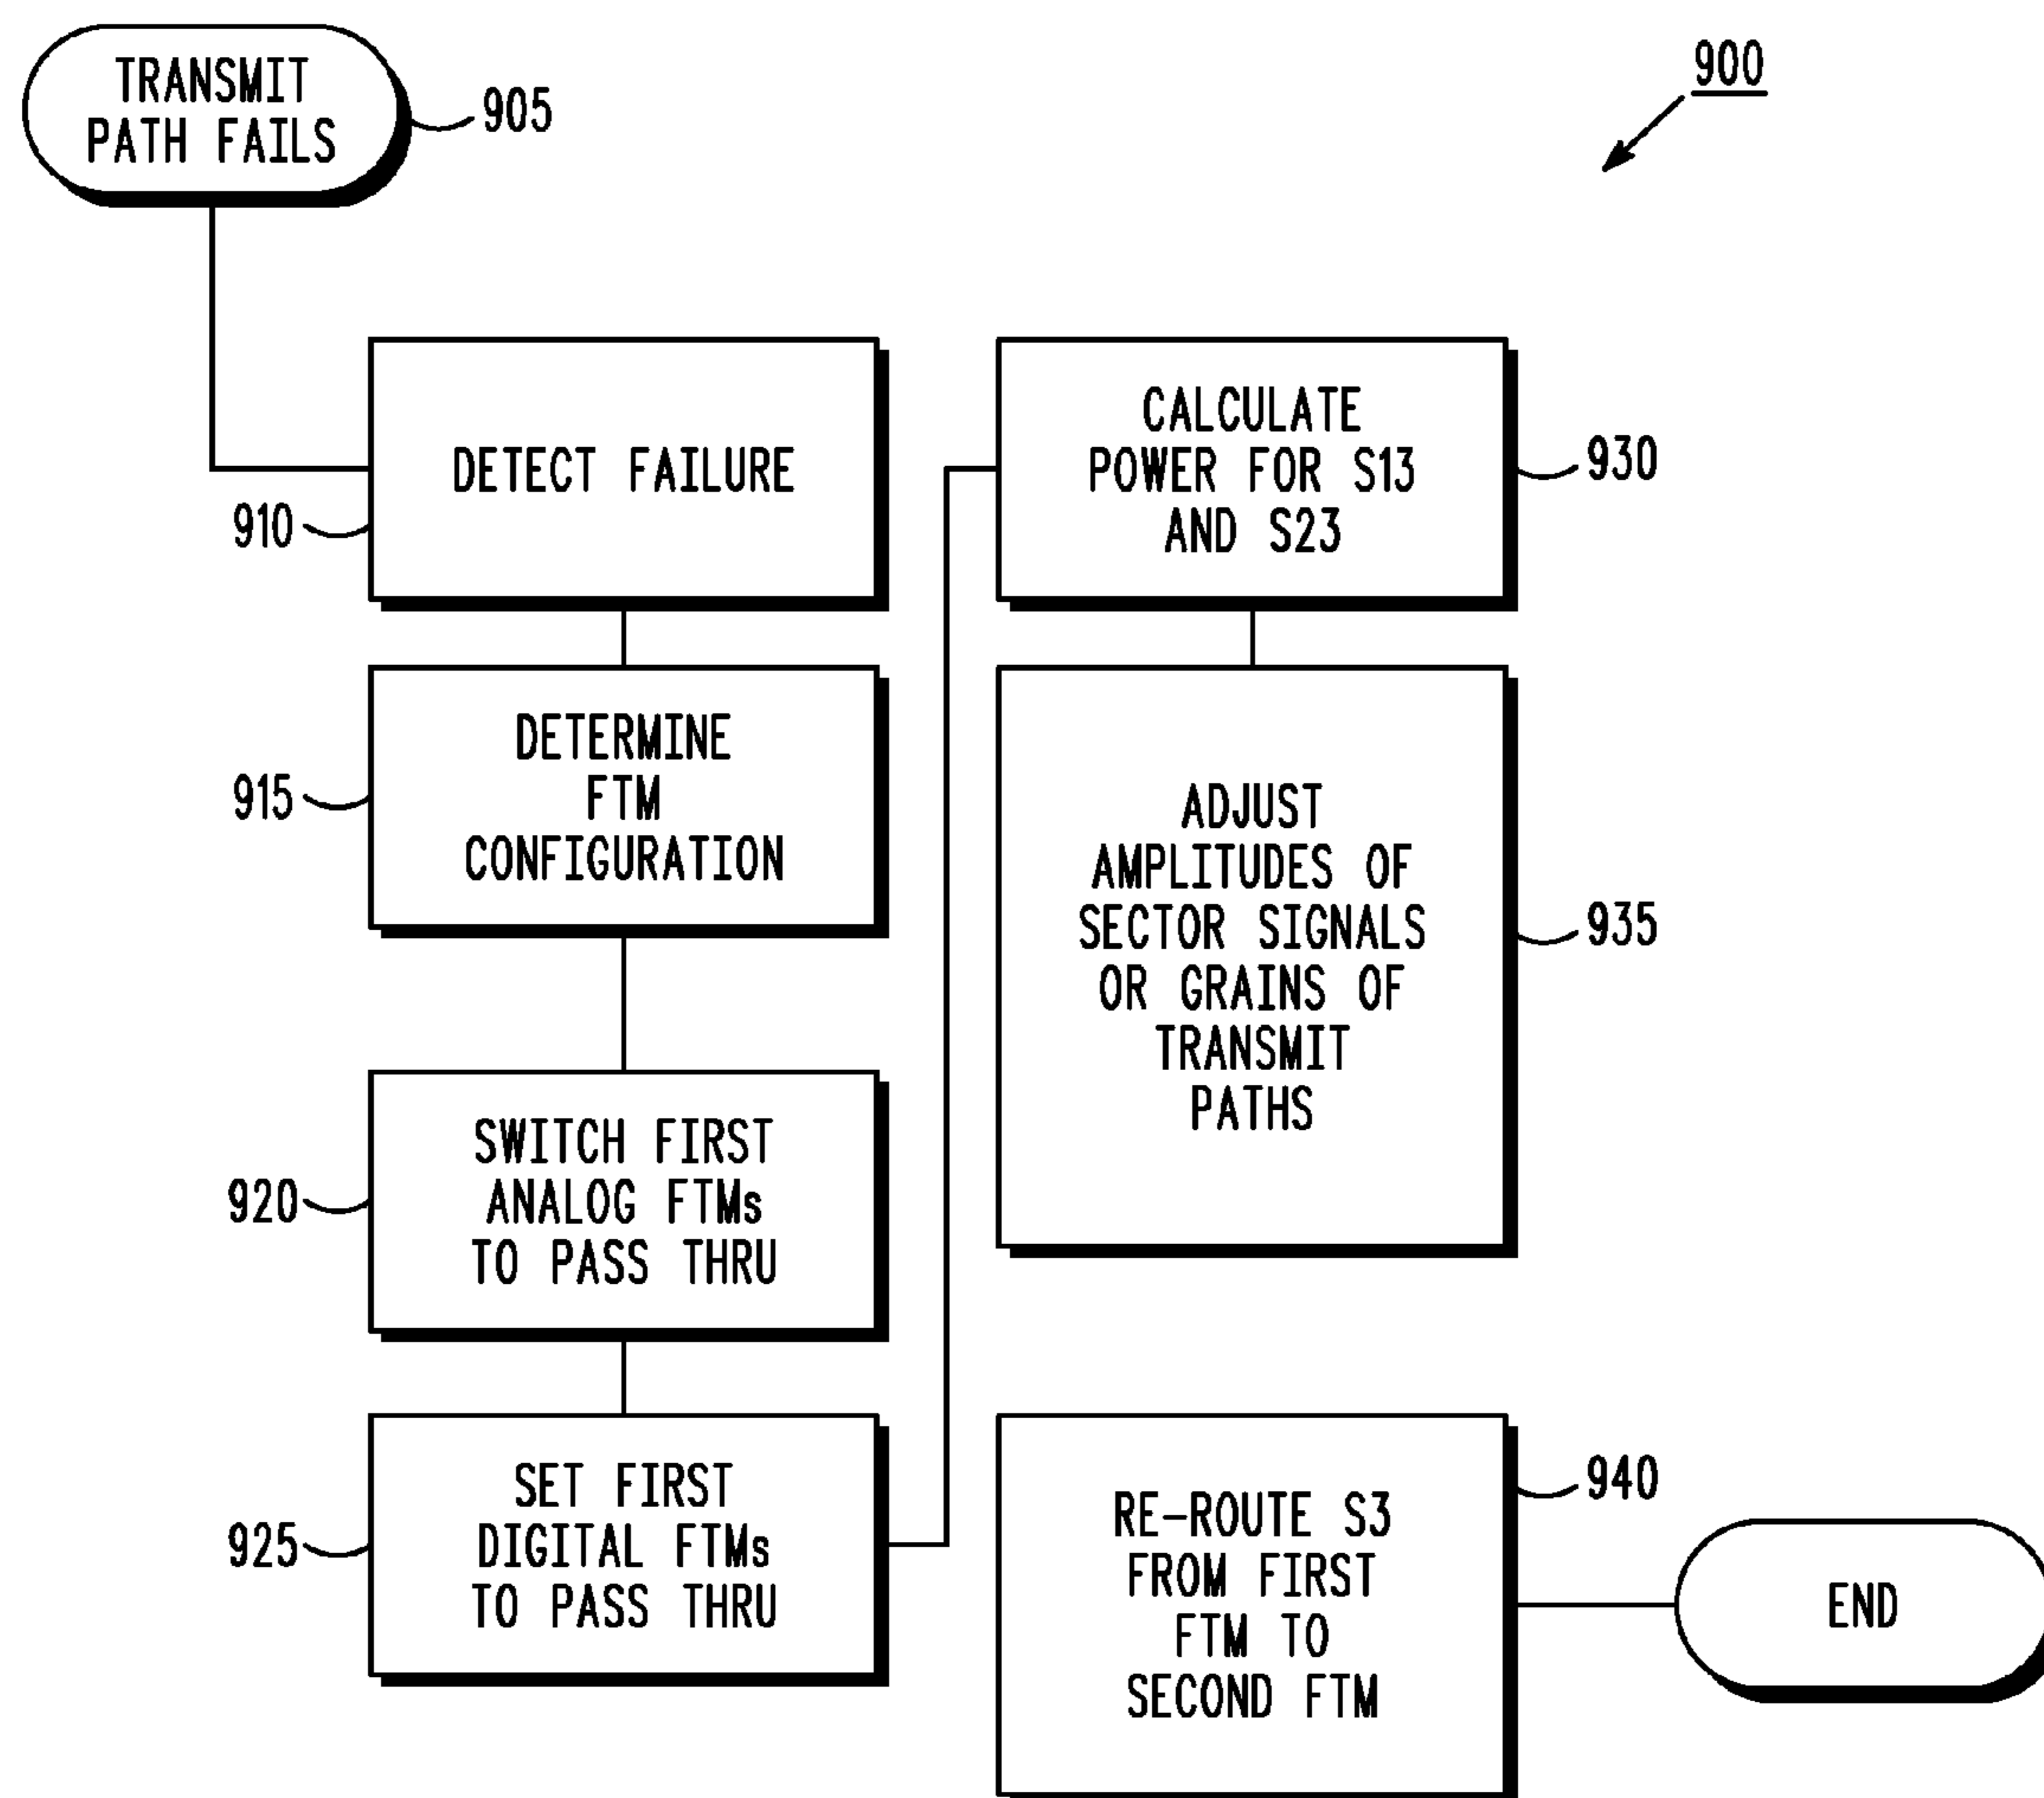 TRANSMIT
PATH FAILS
905
900
DETECT FAILURE
910
DETERMINE
FTM
CONFIGURATION
915
SWITCH FIRST
ANALOG FTMs
TO PASS THRU
920
SET FIRST
DIGITAL FTMs
TO PASS THRU
925
CALCULATE
POWER FOR S13
AND S23
930
ADJUST
AMPLITUDES OF
SECTOR SIGNALS
OR GRAINS OF
TRANSMIT
PATHS
935
RE-ROUTE S3
FROM FIRST
FTM TO
SECOND FTM
940
END